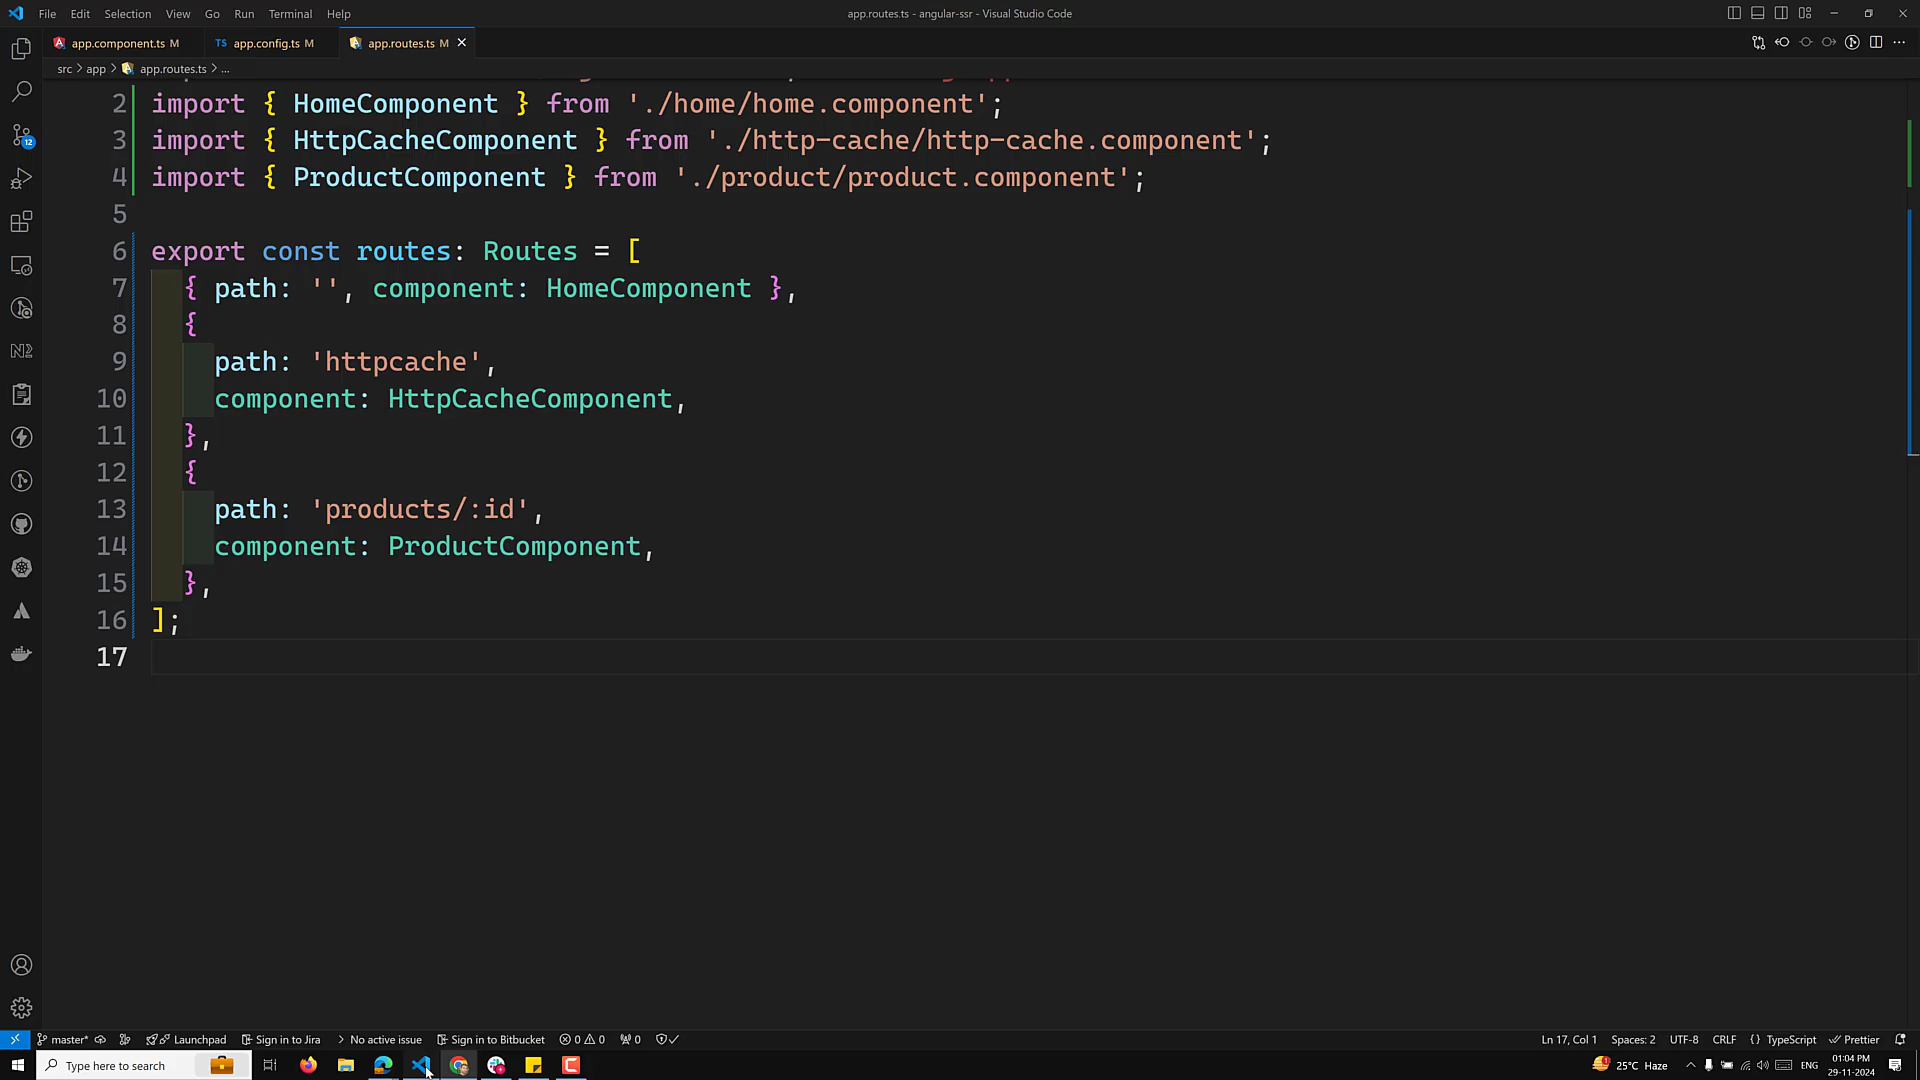 File Edit Selection View Go Run Terminal Help
app.routes.ts - angular-ssr - Visual Studio Code
app.component.ts M
TS app.config.ts M
app.routes.ts M
src > app > app.routes.ts > ...
2 import { HomeComponent } from './home/home.component';
3 import { HttpCacheComponent } from './http-cache/http-cache.component';
4 import { ProductComponent } from './product/product.component';
5
6 export const routes: Routes = [
7 { path: '', component: HomeComponent },
8 {
9 path: 'httpcache',
10 component: HttpCacheComponent,
11 },
12 {
13 path: 'products/:id',
14 component: ProductComponent,
15 },
16 ];
17
12
master* Launchpad Sign in to Jira No active issue Sign in to Bitbucket 0 0 0
Ln 17, Col 1 Spaces: 2 UTF-8 CRLF {} TypeScript Prettier
Type here to search
25°C Haze
ENG
01:04 PM
29-11-2024